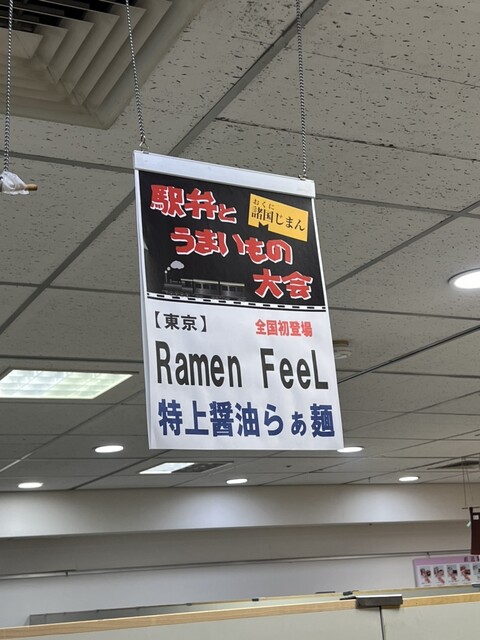 駅弁と
おくに
諸国じまん
うまいもの
大会
【東京】
全国初登場
Ramen FeeL
特上醤油らぁ麺